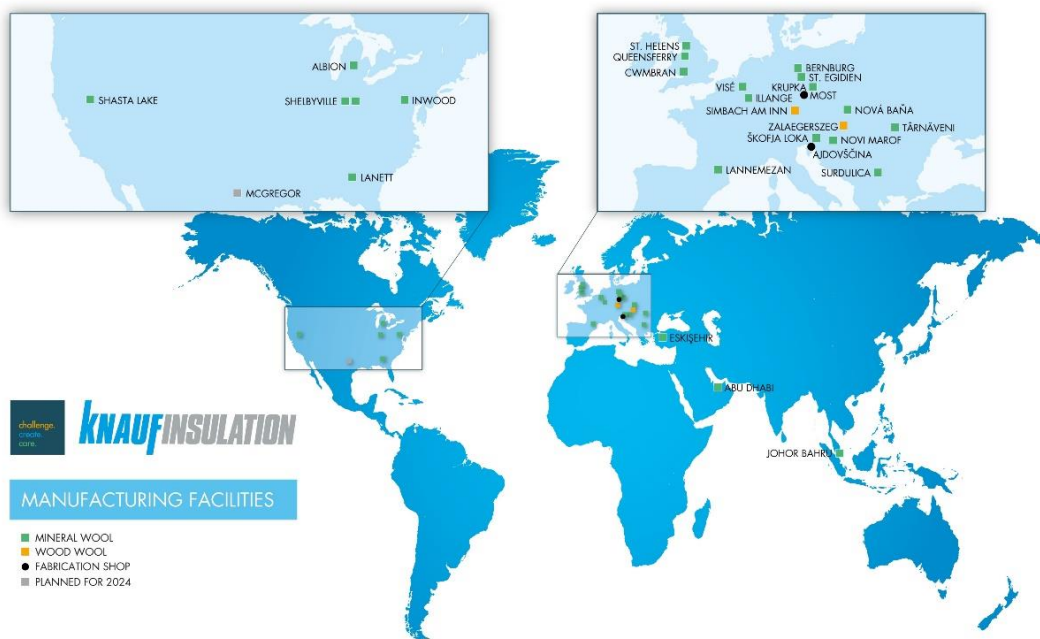 ALBION
SHASTA LAKE
SHELBYVILLE
INWOOD
LANETT
MCGREGOR
ST. HELENS
QUEENSFERRY
CWMBRAN
BERNBURG
ST. EGIDIEN
VISÉ
KRUPKA
ILLANGE
MOST
SIMBACH AM INN
NOVÁ BAŇA
ZALAEGERSZEG
TÂRNĂVENI
ŠKOFJA LOKA
NOVI MAROF
AJDOVŠČINA
LANNEMEZAN
SURDULICA
ESKIŞEHIR
ABU DHABI
JOHOR BAHRU
challenge.
create.
care.
KNAUFINSULATION
MANUFACTURING FACILITIES
MINERAL WOOL
WOOD WOOL
FABRICATION SHOP
PLANNED FOR 2024